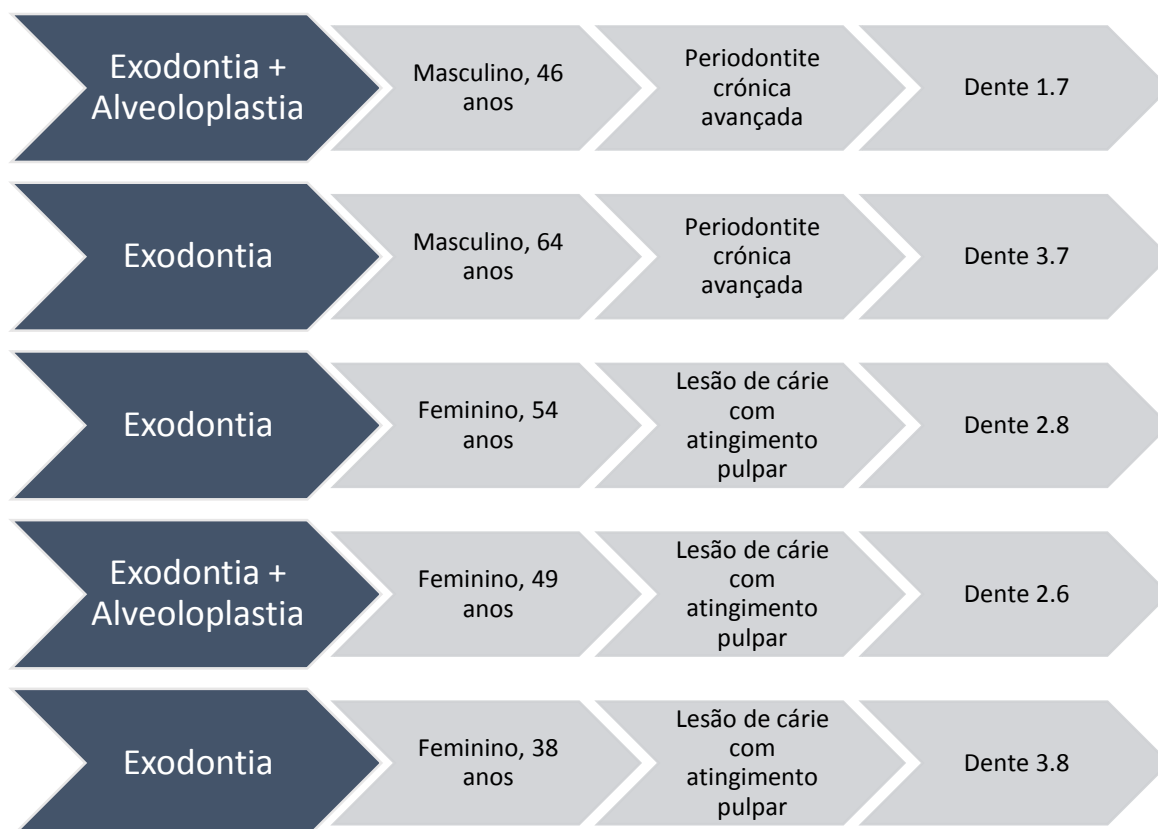 Exodontia +
Alveoloplastia
Masculino, 46
anos
Periodontite
crónica
avançada
Dente 1.7
Exodontia
Masculino, 64
anos
Periodontite
crónica
avançada
Dente 3.7
Exodontia
Feminino, 54
anos
Lesão de cárie
com
atingimento
pulpar
Dente 2.8
Exodontia +
Alveoloplastia
Feminino, 49
anos
Lesão de cárie
com
atingimento
pulpar
Dente 2.6
Exodontia
Feminino, 38
anos
Lesão de cárie
com
atingimento
pulpar
Dente 3.8